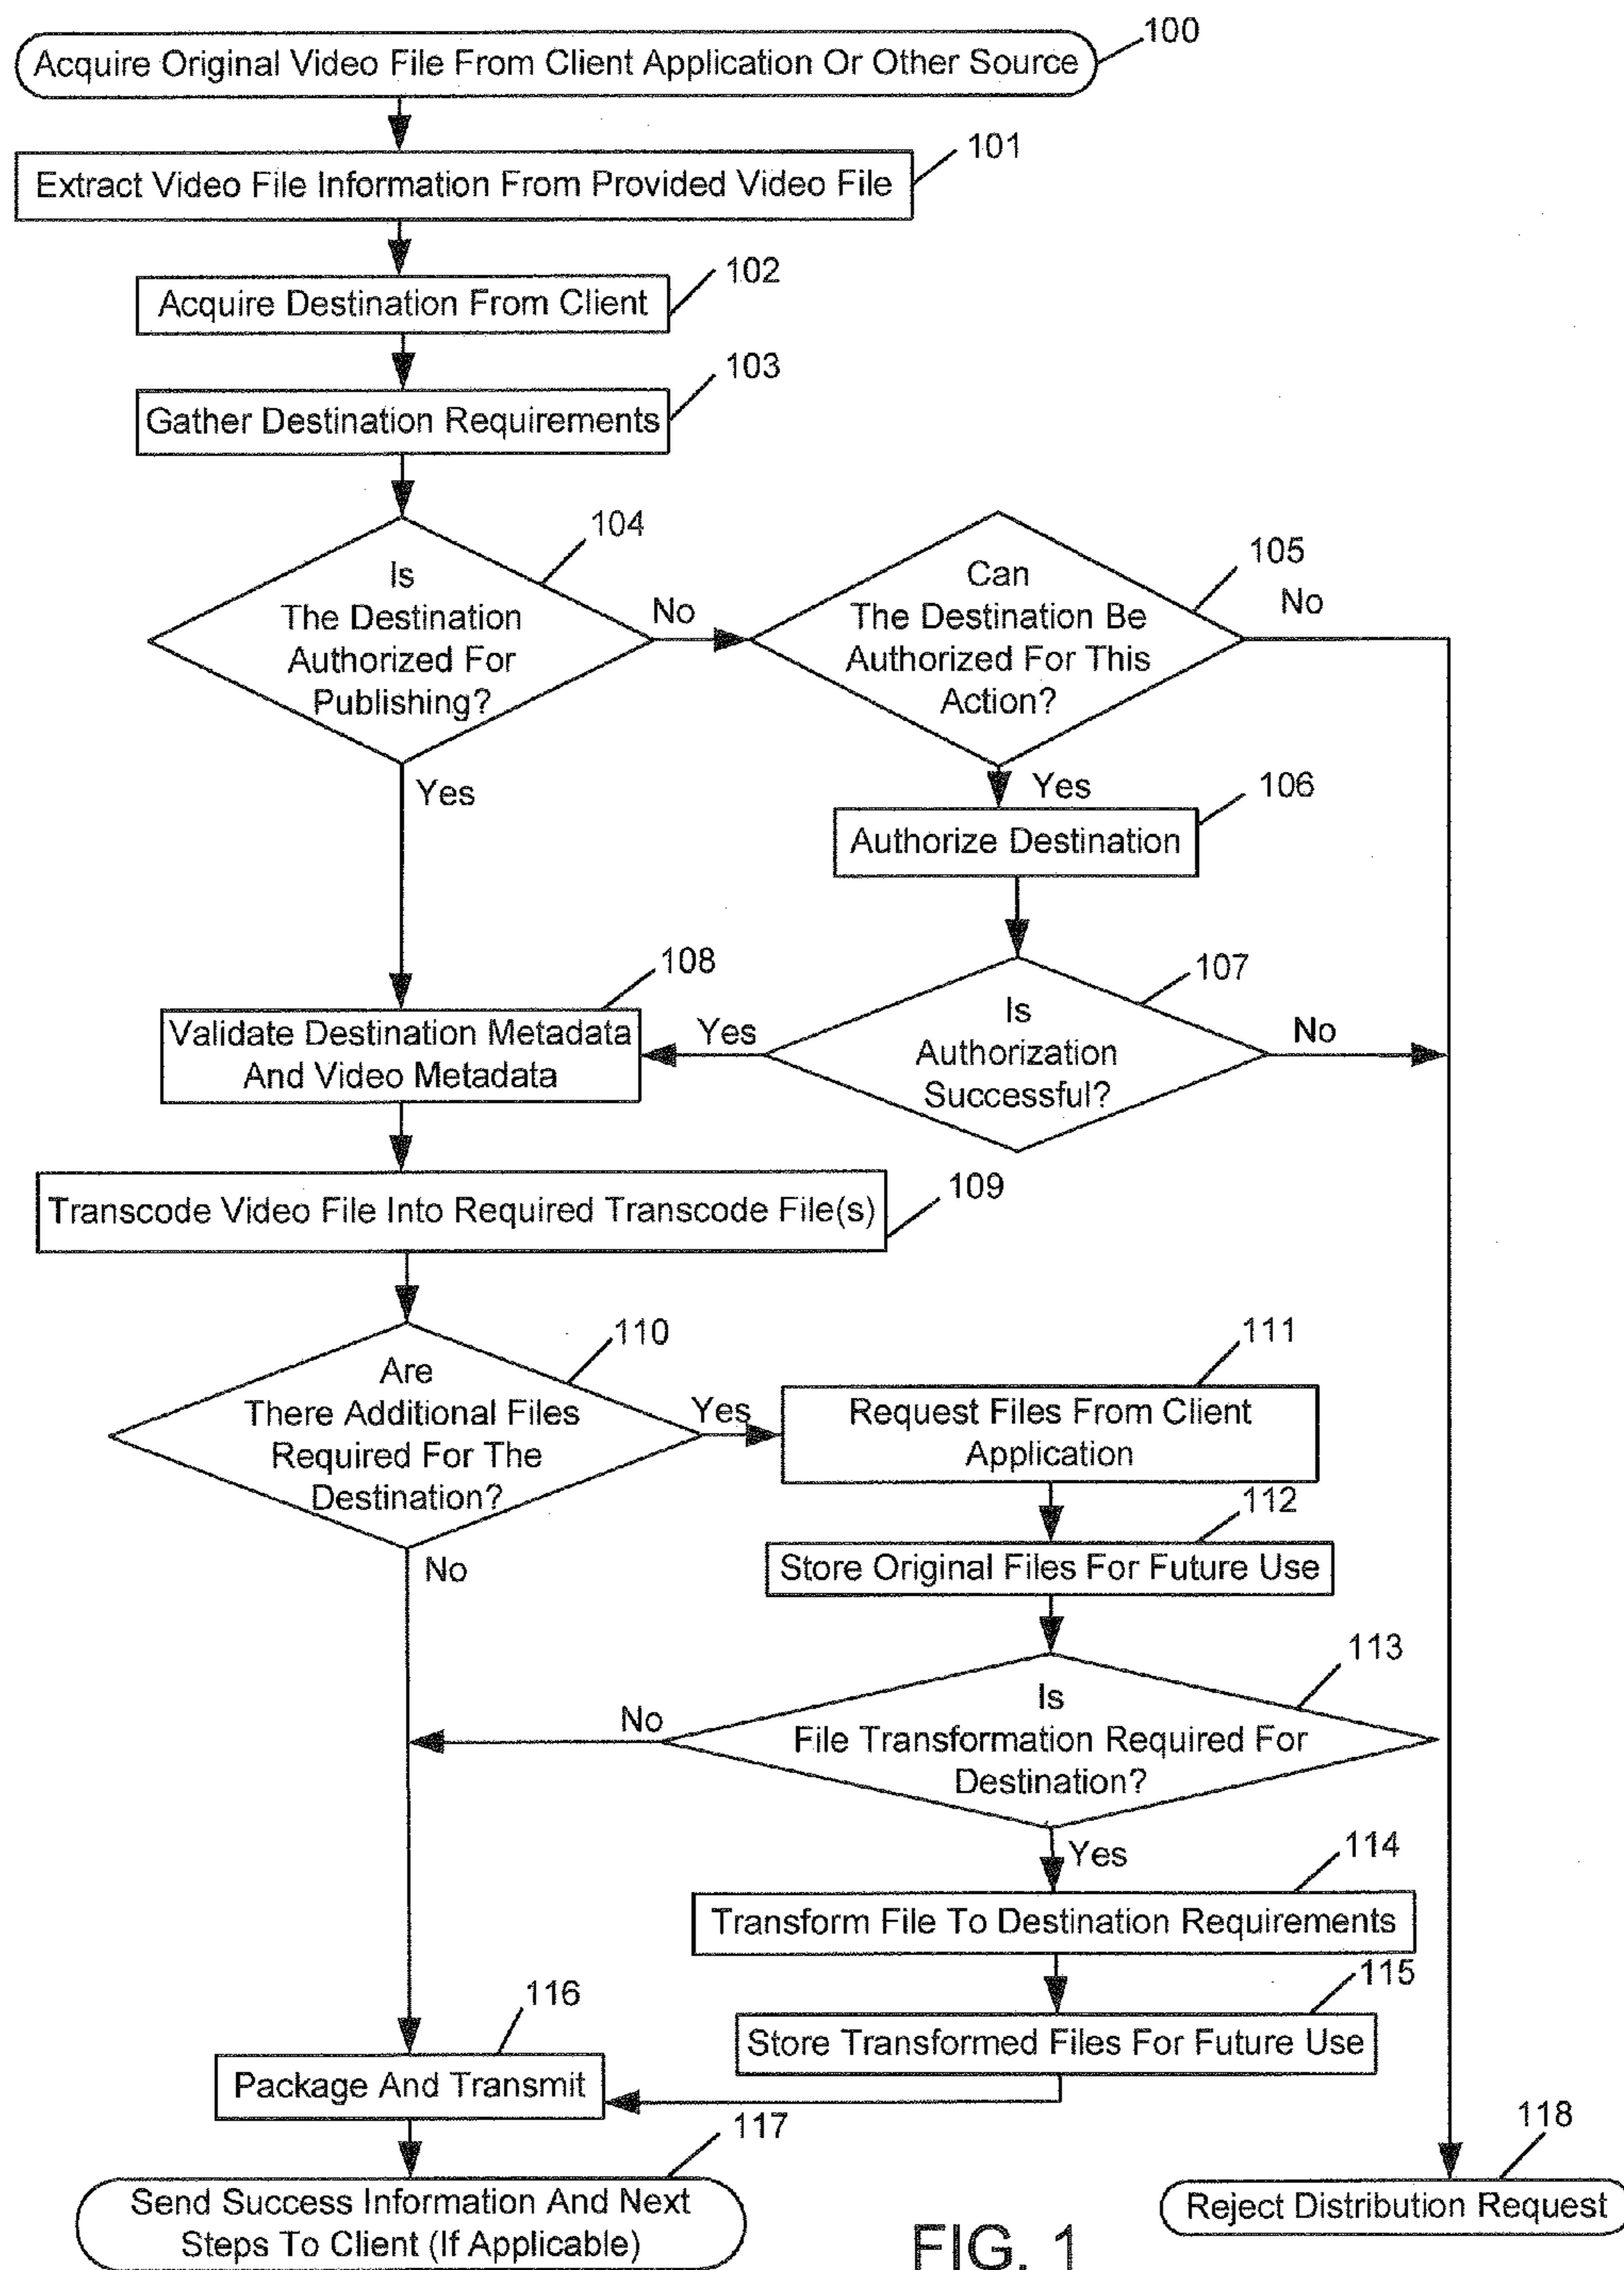 100
Acquire Original Video File From Client Application Or Other Source
101
Extract Video File Information From Provided Video File
102
Acquire Destination From Client
103
Gather Destination Requirements
104
Is
The Destination
Authorized For
Publishing?
No
Yes
105
Can
The Destination Be
Authorized For This
Action?
No
Yes
106
Authorize Destination
107
Is
Authorization
Successful?
Yes
No
108
Validate Destination Metadata
And Video Metadata
109
Transcode Video File Into Required Transcode File(s)
110
Are
There Additional Files
Required For The
Destination?
Yes
No
111
Request Files From Client
Application
112
Store Original Files For Future Use
113
Is
File Transformation Required For
Destination?
No
Yes
114
Transform File To Destination Requirements
115
Store Transformed Files For Future Use
116
Package And Transmit
117
Send Success Information And Next
Steps To Client (If Applicable)
118
Reject Distribution Request
FIG. 1